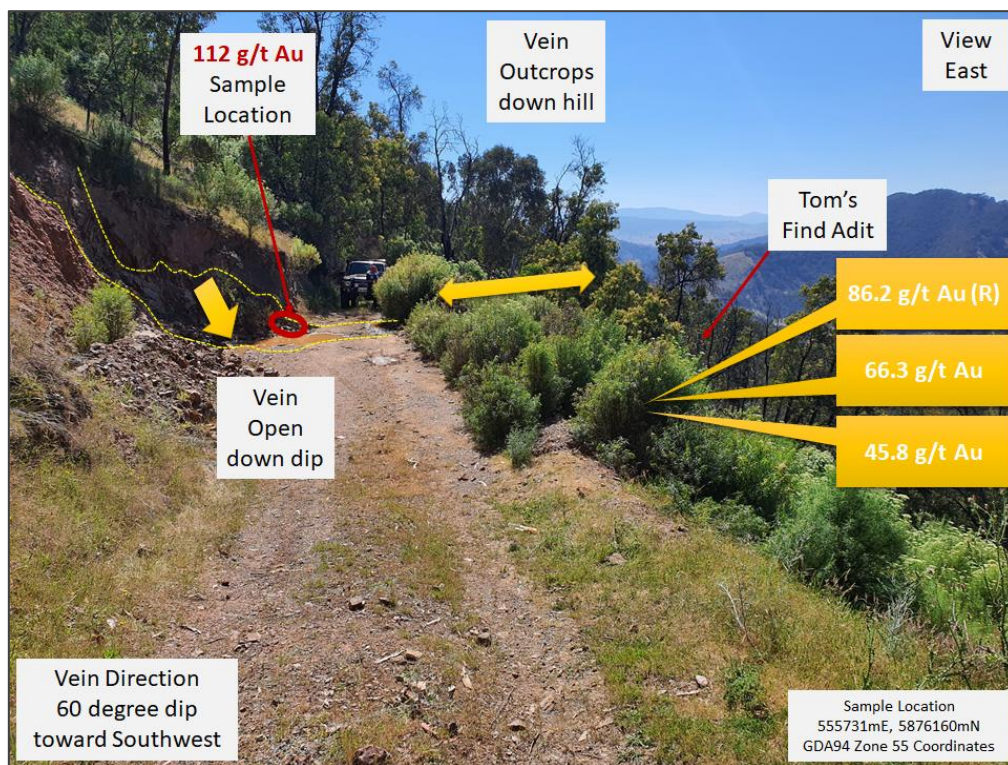 112 g/t Au
Sample
Location
Vein
Outcrops
down hill
View
East
Tom's
Find Adit
86.2 g/t Au (R)
66.3 g/t Au
45.8 g/t Au
Vein
Open
down dip
Vein Direction
60 degree dip
toward Southwest
Sample Location
555731mE, 5876160mN
GDA94 Zone 55 Coordinates